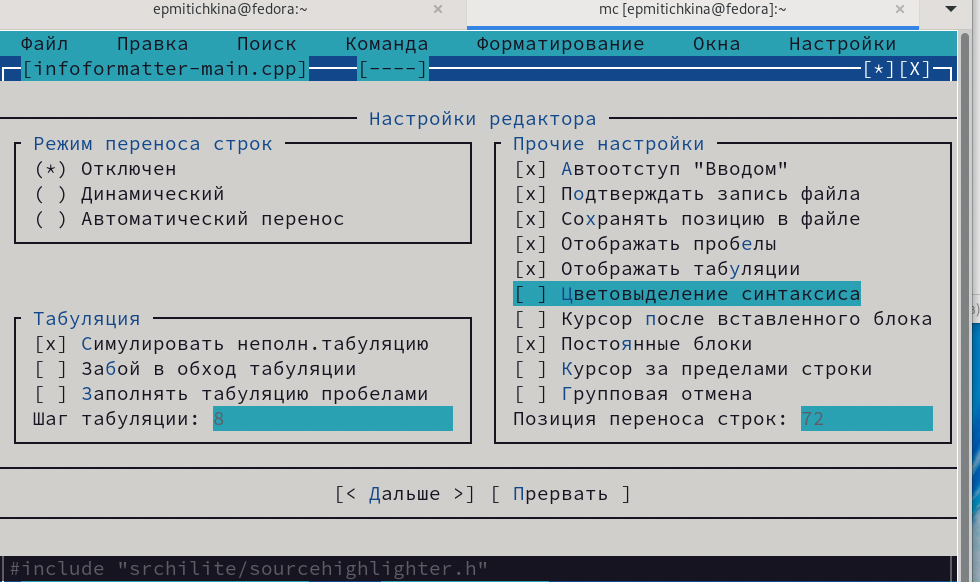 epmitichkina@fedora:~ × mc [epmitichkina@fedora]:~ ×
Файл Правка Поиск Команда Форматирование Окна Настройки
[infoformatter-main.cpp] [----] [*][X]
Настройки редактора
Режим переноса строк
(*) Отключен
( ) Динамический
( ) Автоматический перенос
Табуляция
[x] Симулировать неполн.табуляцию
[ ] Забой в обход табуляции
[ ] Заполнять табуляцию пробелами
Шаг табуляции: 8
Прочие настройки
[x] Автоотступ "Вводом"
[x] Подтверждать запись файла
[x] Сохранять позицию в файле
[x] Отображать пробелы
[x] Отображать табуляции
[ ] Цветовыделение синтаксиса
[ ] Курсор после вставленного блока
[x] Постоянные блоки
[ ] Курсор за пределами строки
[ ] Групповая отмена
Позиция переноса строк: 72
[< Дальше >] [ Прервать ]
#include "srchilite/sourcehighlighter.h"